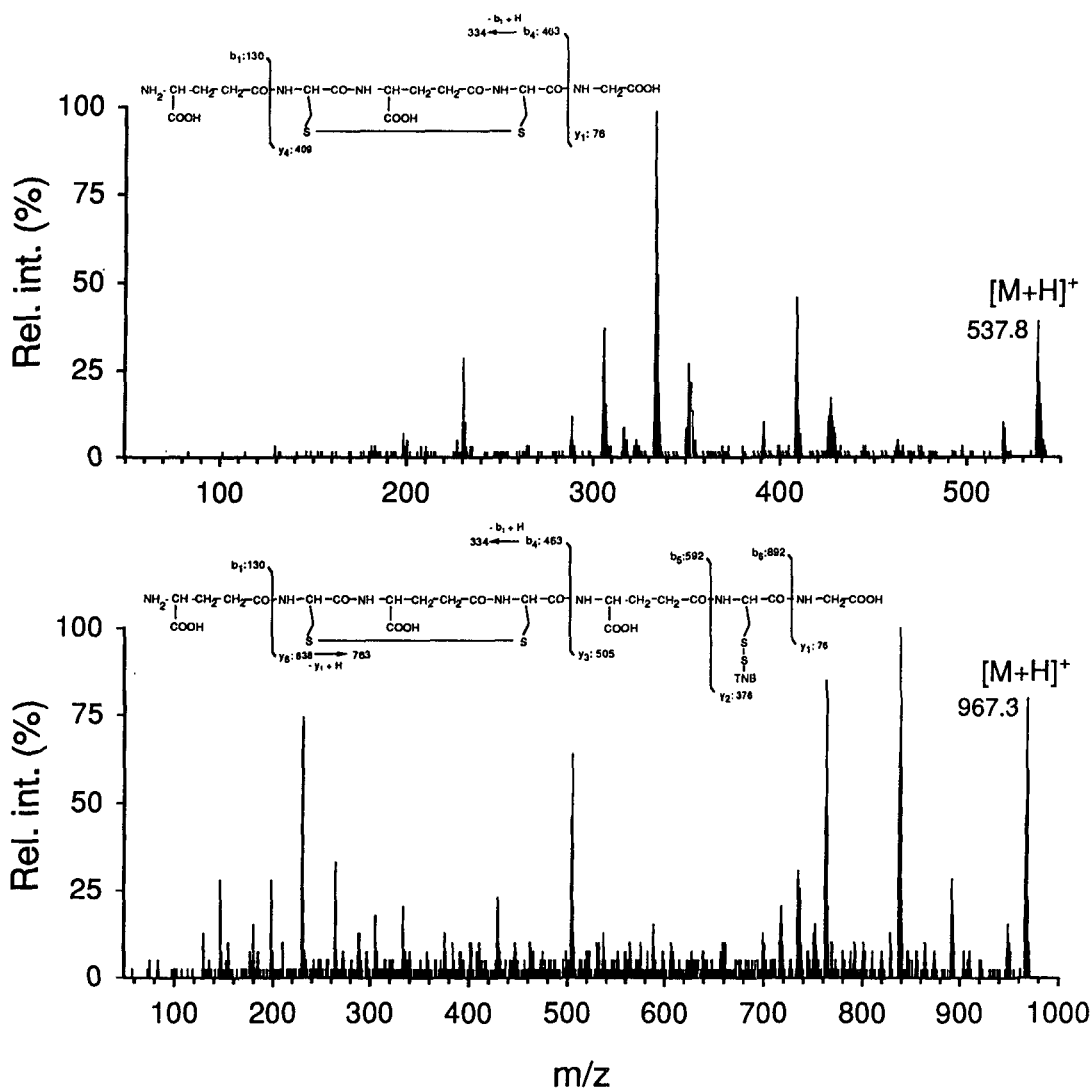 - b₁ + H
334 ← b₄: 463
b₁:130
NH₂-CH-CH₂-CH₂-CO-NH-CH-CO-NH-CH-CH₂-CH₂-CO-NH-CH-CO-NH-CH₂-COOH
COOH S COOH S
y₄: 409
y₁: 76
Rel. int. (%)
100
75
50
25
0
[M+H]⁺
537.8
100 200 300 400 500
- b₁ + H
334 ← b₄: 463
b₁:130
b₅:592
b₆:892
NH₂-CH-CH₂-CH₂-CO-NH-CH-CO-NH-CH-CH₂-CH₂-CO-NH-CH-CO-NH-CH-CH₂-CH₂-CO-NH-CH-CO-NH-CH₂-COOH
COOH S COOH S COOH S
S
TNB
y₆: 838 → 763
- y₁ + H
y₃: 505
y₂: 376
y₁: 76
Rel. int. (%)
100
75
50
25
0
[M+H]⁺
967.3
100 200 300 400 500 600 700 800 900 1000
m/z